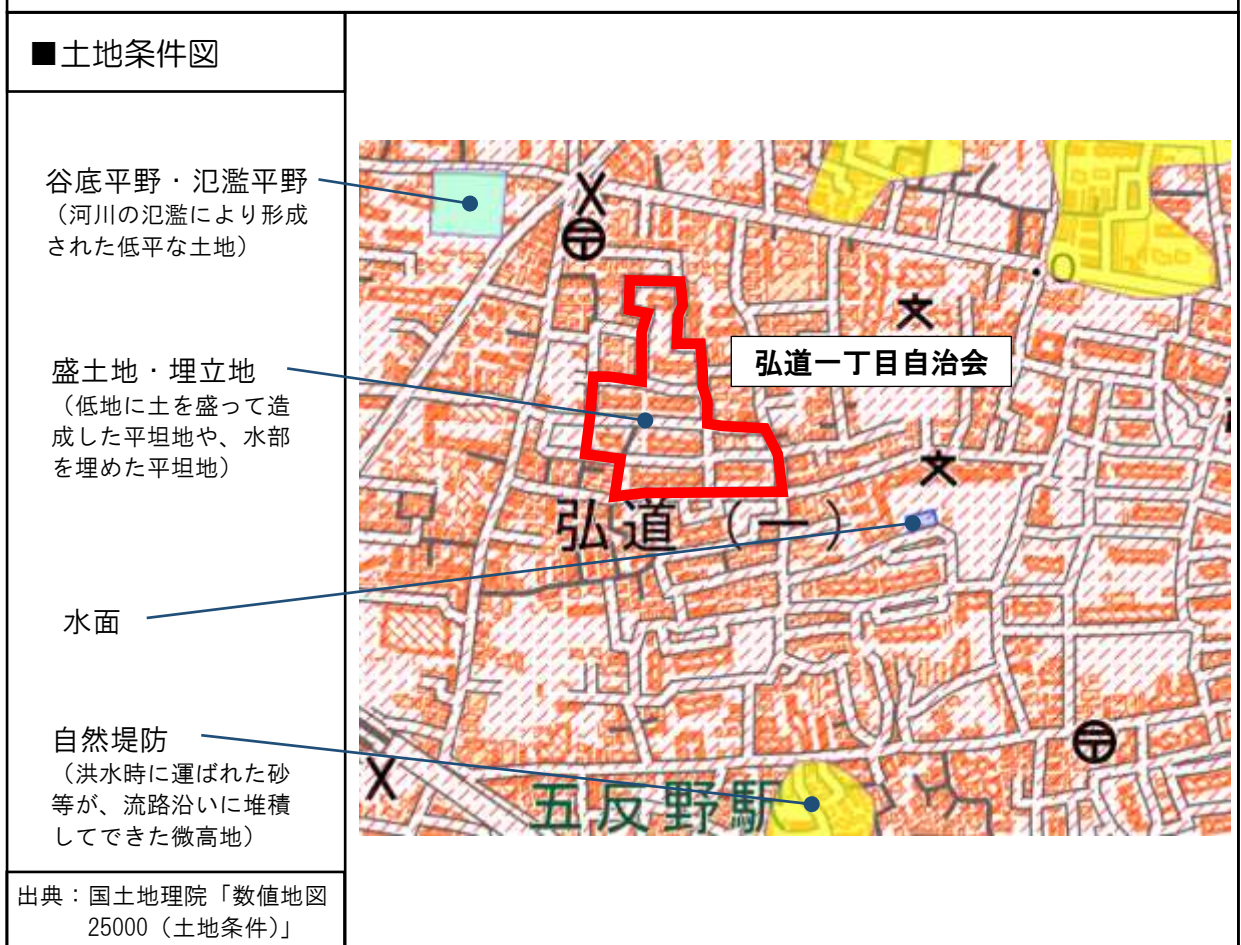 ■土地条件図
谷底平野・氾濫平野
（河川の氾濫により形成
された低平な土地）
盛土地・埋立地
（低地に土を盛って造
成した平坦地や、水部
を埋めた平坦地）
水面
自然堤防
（洪水時に運ばれた砂
等が、流路沿いに堆積
してできた微高地）
出典：国土地理院「数値地図
25000（土地条件）」
弘道一丁目自治会
弘道（一）
五反野駅